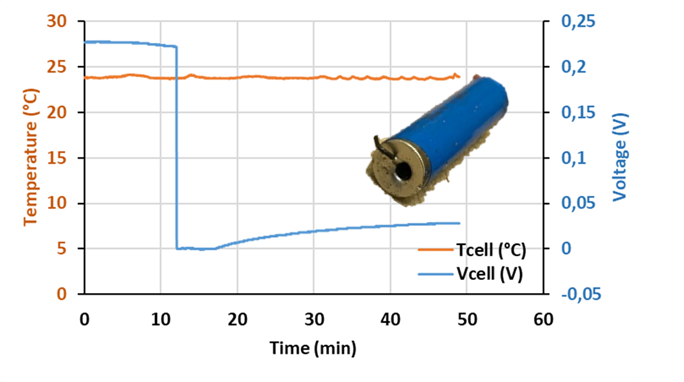 30
25
20
15
10
5
0
Temperature (°C)
0,25
0,2
0,15
0,1
0,05
0
-0,05
Voltage (V)
Tcell (°C)
Vcell (V)
0 10 20 30 40 50 60
Time (min)